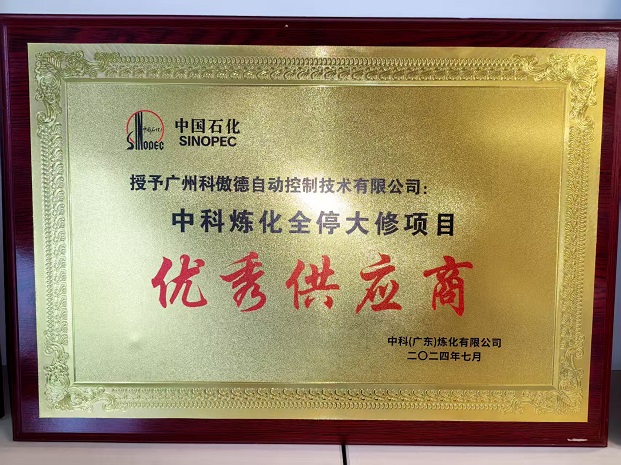 中国石化
SINOPEC
SINOPEC
授予广州科傲德自动控制技术有限公司：
中科炼化全停大修项目
优秀供应商
中科(广东)炼化有限公司
二〇二四年七月